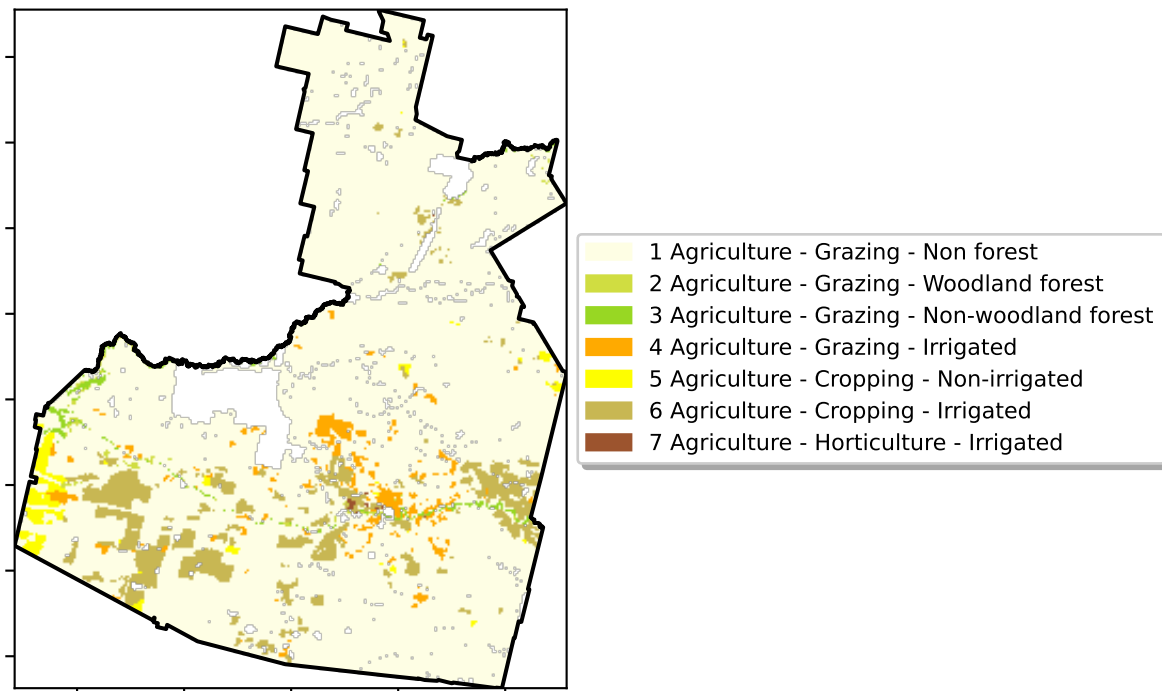 1 Agriculture - Grazing - Non forest
2 Agriculture - Grazing - Woodland forest
3 Agriculture - Grazing - Non-woodland forest
4 Agriculture - Grazing - Irrigated
5 Agriculture - Cropping - Non-irrigated
6 Agriculture - Cropping - Irrigated
7 Agriculture - Horticulture - Irrigated